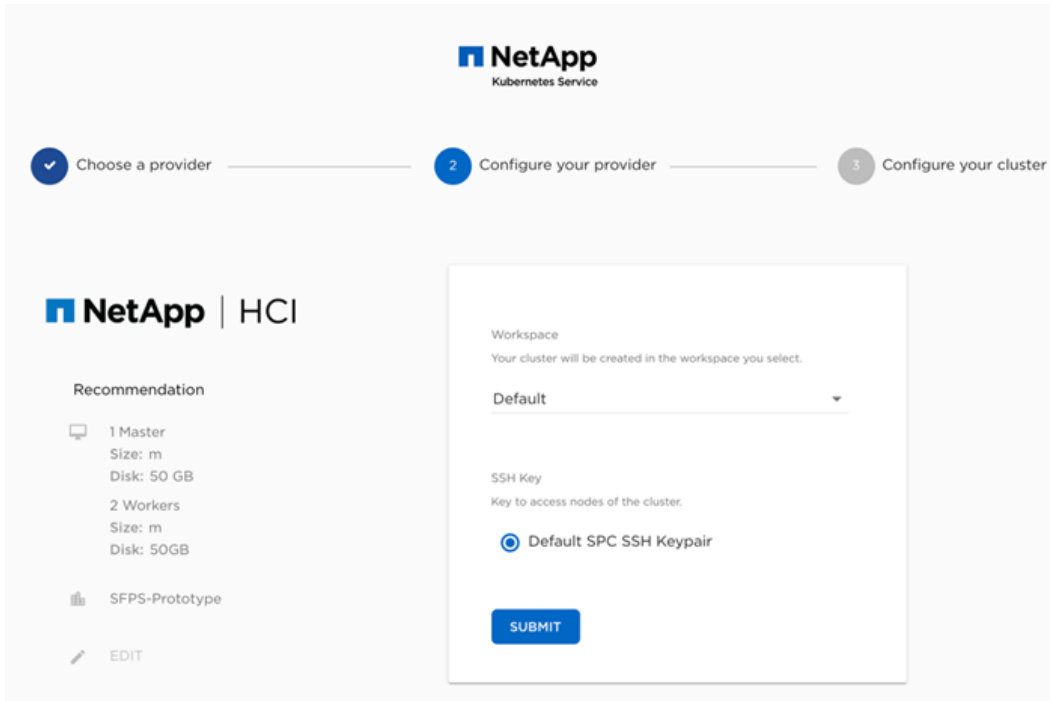 NetApp
Kubernetes Service
Choose a provider
2 Configure your provider
3 Configure your cluster
NetApp | HCI
Recommendation
1 Master
Size: m
Disk: 50 GB
2 Workers
Size: m
Disk: 50GB
SFPS-Prototype
EDIT
Workspace
Your cluster will be created in the workspace you select.
Default
SSH Key
Key to access nodes of the cluster.
Default SPC SSH Keypair
SUBMIT